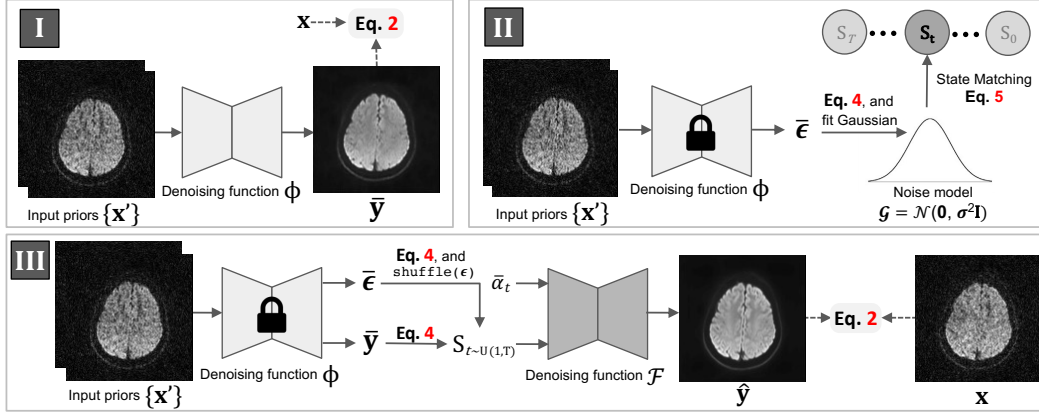 I
x
Eq. 2
Denoising function ϕ
Input priors {x'}
ȳ
II
S_T
S_t
S_0
State Matching
Eq. 5
Eq. 4, and
fit Gaussian
ϵ̄
Denoising function ϕ
Input priors {x'}
Noise model
𝒢 = 𝒩(0, σ²I)
III
Eq. 4, and
shuffle(ϵ)
ϵ̄
ᾱ_t
ȳ
Eq. 4
S_{t~U(1,T)}
Eq. 2
Input priors {x'}
Denoising function ϕ
Denoising function ℱ
ŷ
x